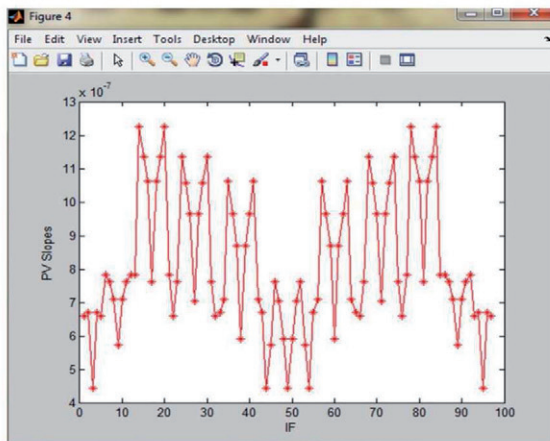 Figure 4
File Edit View Insert Tools Desktop Window Help
× 10-7
13
12
11
10
9
8
7
6
5
4
PV Slopes
0 10 20 30 40 50 60 70 80 90 100
IF